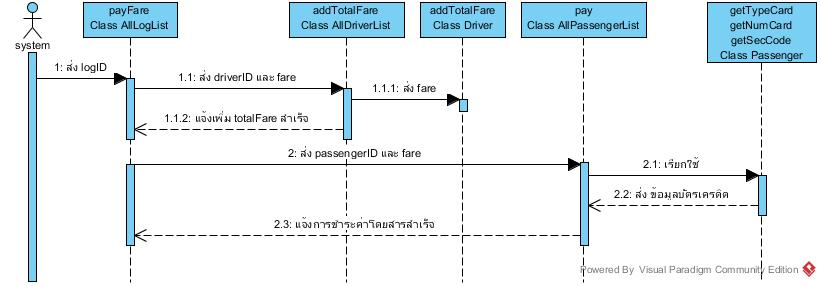 payFare
Class AllLogList
addTotalFare
Class AllDriverList
addTotalFare
Class Driver
pay
Class AllPassengerList
getTypeCard
getNumCard
getSecCode
Class Passenger
system
1: ส่ง logID
1.1: ส่ง driverID และ fare
1.1.1: ส่ง fare
1.1.2: แจ้งเพิ่ม totalFare สำเร็จ
2: ส่ง passengerID และ fare
2.1: เรียกใช้
2.2: ส่ง ข้อมูลบัตรเครดิต
2.3: แจ้งการชำระค่าโดยสารสำเร็จ
Powered By Visual Paradigm Community Edition